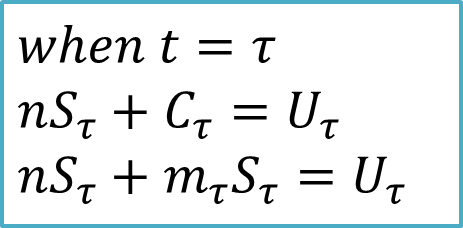 when t = τ
nS_τ + C_τ = U_τ
nS_τ + m_τS_τ = U_τ